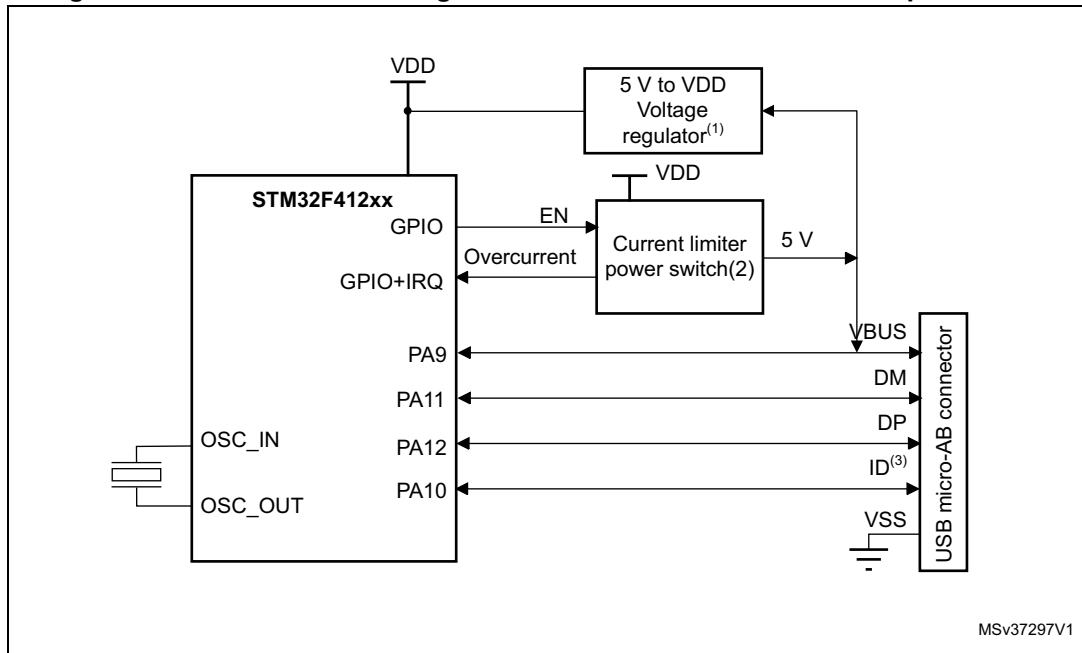 VDD
5 V to VDD
Voltage
regulator(1)
VDD
STM32F412xx
GPIO
EN
Current limiter
power switch(2)
5 V
Overcurrent
GPIO+IRQ
VBUS
PA9
DM
PA11
DP
OSC_IN
PA12
ID(3)
PA10
OSC_OUT
VSS
USB micro-AB connector
MSv37297V1